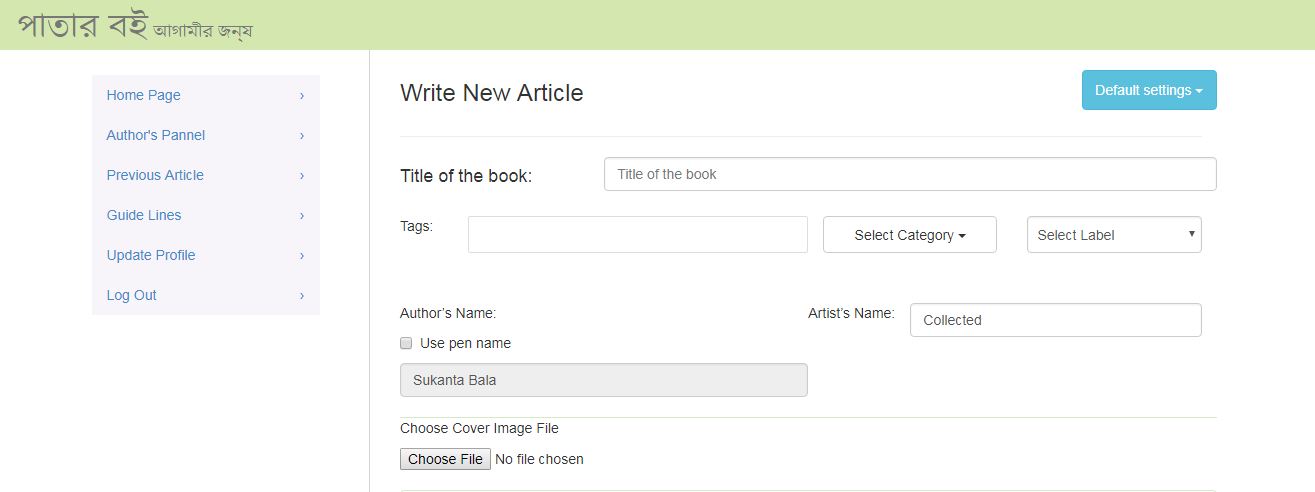 পাতার বই আগামীর জন্য
Home Page ›
Author's Pannel ›
Previous Article ›
Guide Lines ›
Update Profile ›
Log Out ›
Write New Article
Default settings
Title of the book: Title of the book
Tags: Select Category Select Label
Author's Name: Artist's Name: Collected
Use pen name
Sukanta Bala
Choose Cover Image File
Choose File No file chosen